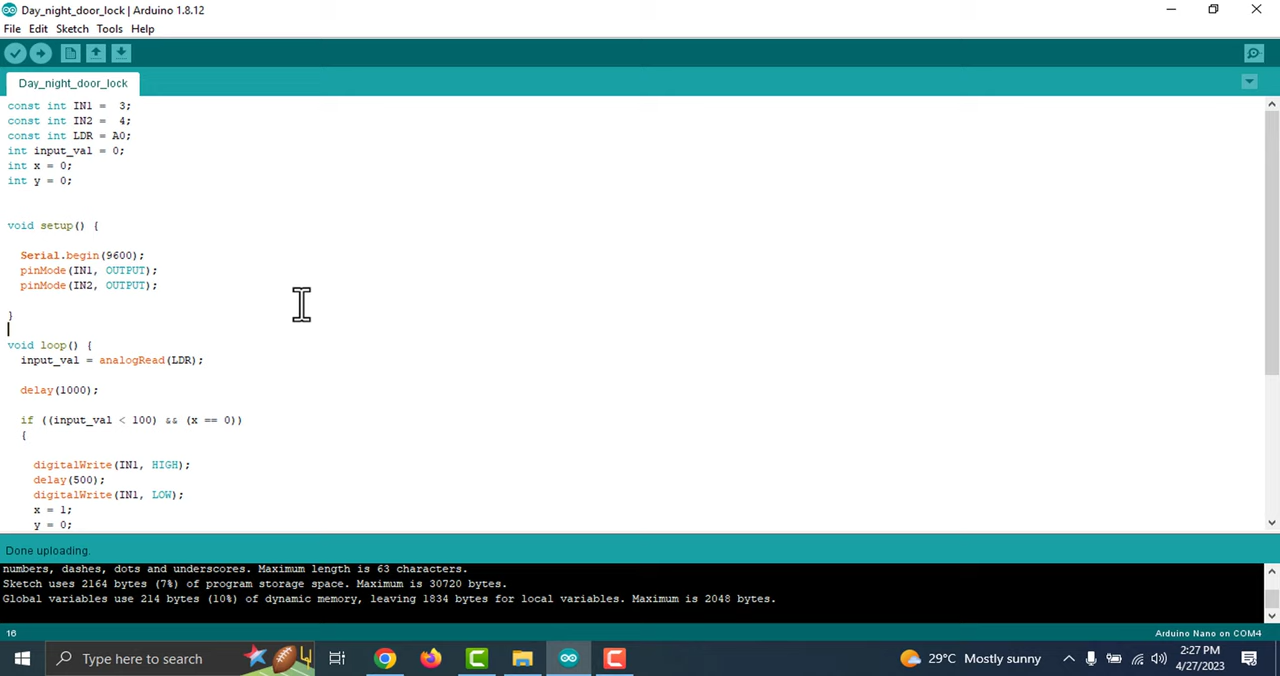 Day_night_door_lock | Arduino 1.8.12
File Edit Sketch Tools Help
Day_night_door_lock
const int IN1 =  3;
const int IN2 =  4;
const int LDR = A0;
int input_val = 0;
int x = 0;
int y = 0;
void setup() {
Serial.begin(9600);
pinMode(IN1, OUTPUT);
pinMode(IN2, OUTPUT);
}
void loop() {
input_val = analogRead(LDR);
delay(1000);
if ((input_val < 100) && (x == 0))
{
digitalWrite(IN1, HIGH);
delay(500);
digitalWrite(IN1, LOW);
x = 1;
y = 0;
Done uploading.
numbers, dashes, dots and underscores. Maximum length is 63 characters.
Sketch uses 2164 bytes (7%) of program storage space. Maximum is 30720 bytes.
Global variables use 214 bytes (10%) of dynamic memory, leaving 1834 bytes for local variables. Maximum is 2048 bytes.
16 Arduino Nano on COM4
Type here to search 29°C Mostly sunny 2:27 PM
4/27/2023